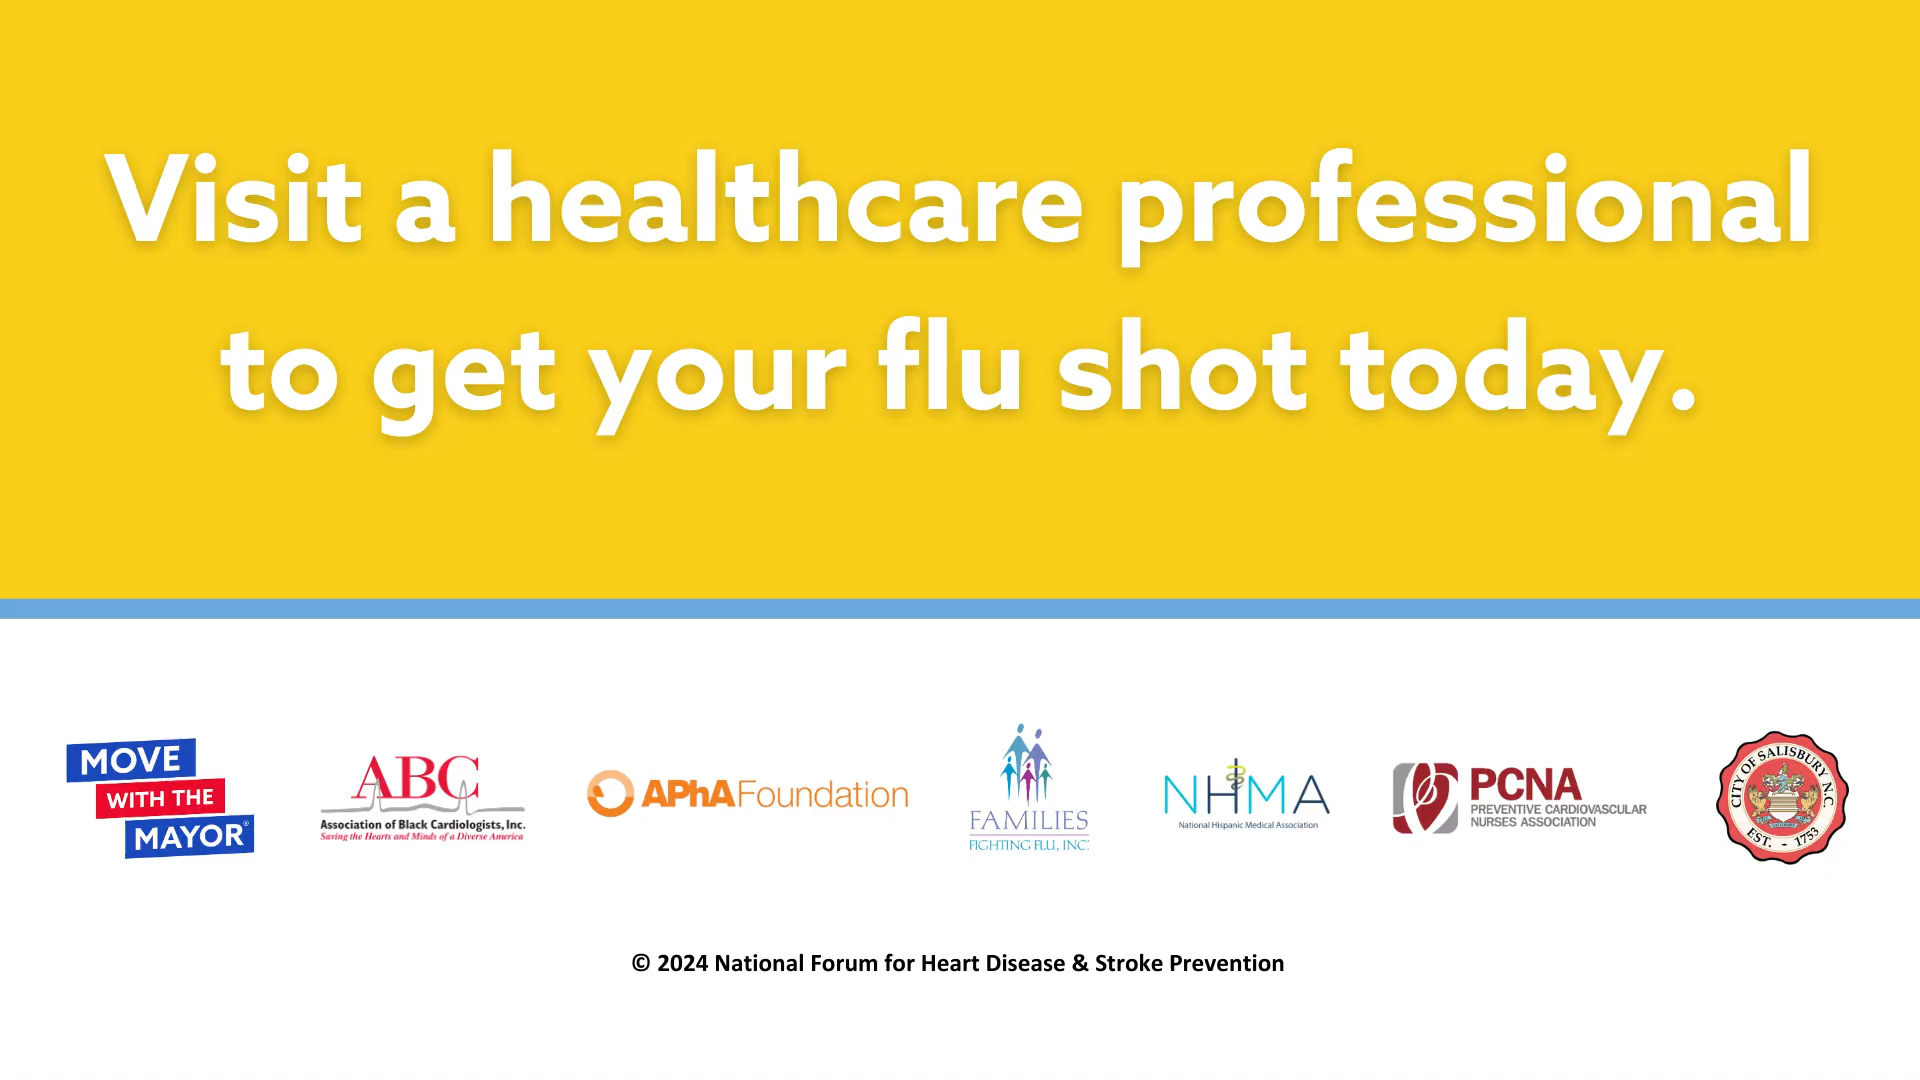 Visit a healthcare professional
to get your flu shot today.
MOVE
WITH THE
MAYOR®
ABC
Association of Black Cardiologists, Inc.
Saving the Hearts and Minds of a Diverse America
APhA Foundation
FAMILIES
FIGHTING FLU, INC.
NHMA
National Hispanic Medical Association
PCNA
PREVENTIVE CARDIOVASCULAR
NURSES ASSOCIATION
CITY OF SALISBURY N.C.
EST. - 1753
© 2024 National Forum for Heart Disease & Stroke Prevention